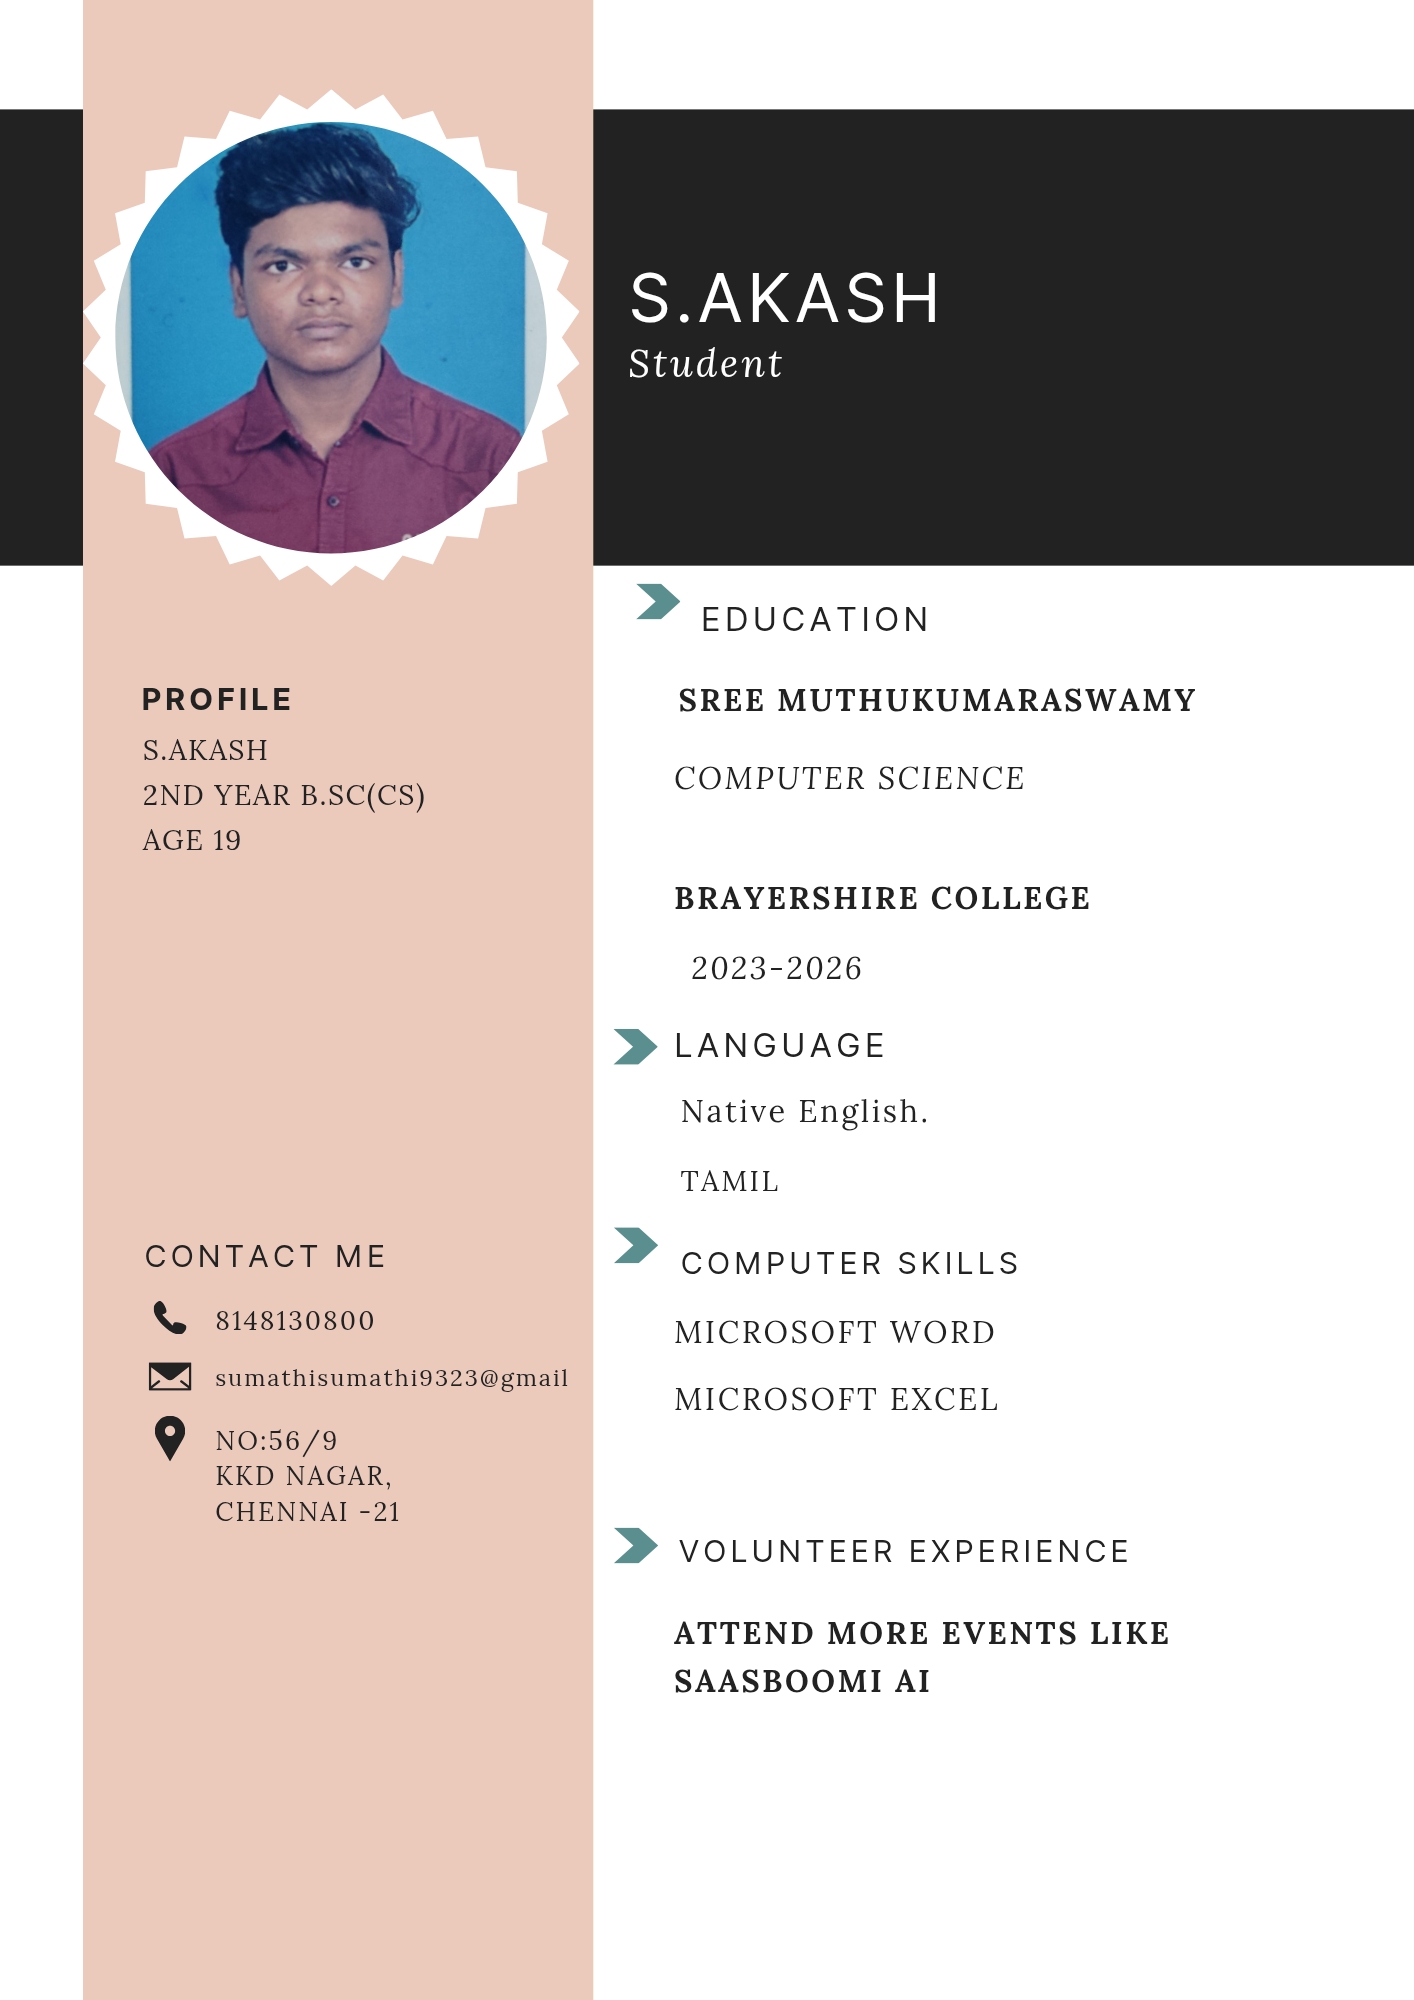 S.AKASH
Student
PROFILE
S.AKASH
2ND YEAR B.SC(CS)
AGE 19
CONTACT ME
8148130800
sumathisumathi9323@gmail
NO:56/9
KKD NAGAR,
CHENNAI -21
EDUCATION
SREE MUTHUKUMARASWAMY
COMPUTER SCIENCE
BRAYERSHIRE COLLEGE
2023-2026
LANGUAGE
Native English.
TAMIL
COMPUTER SKILLS
MICROSOFT WORD
MICROSOFT EXCEL
VOLUNTEER EXPERIENCE
ATTEND MORE EVENTS LIKE
SAASBOOMI AI